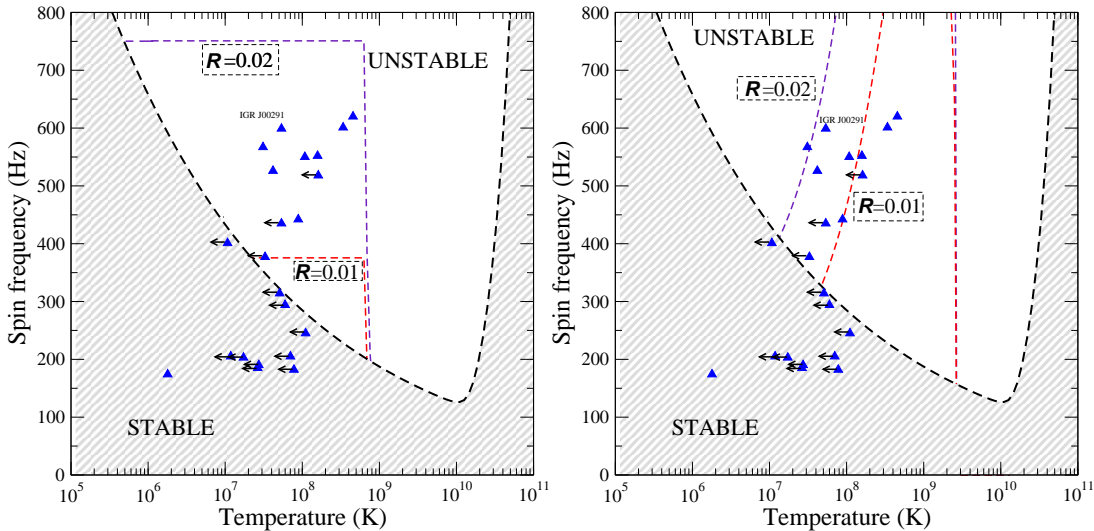 800
700
600
500
400
300
200
100
0
Spin frequency (Hz)
R=0.02
UNSTABLE
IGR J00291
R=0.01
STABLE
10^5 10^6 10^7 10^8 10^9 10^10 10^11
Temperature (K)
800
700
600
500
400
300
200
100
0
Spin frequency (Hz)
UNSTABLE
R=0.02
IGR J00291
R=0.01
STABLE
10^5 10^6 10^7 10^8 10^9 10^10 10^11
Temperature (K)